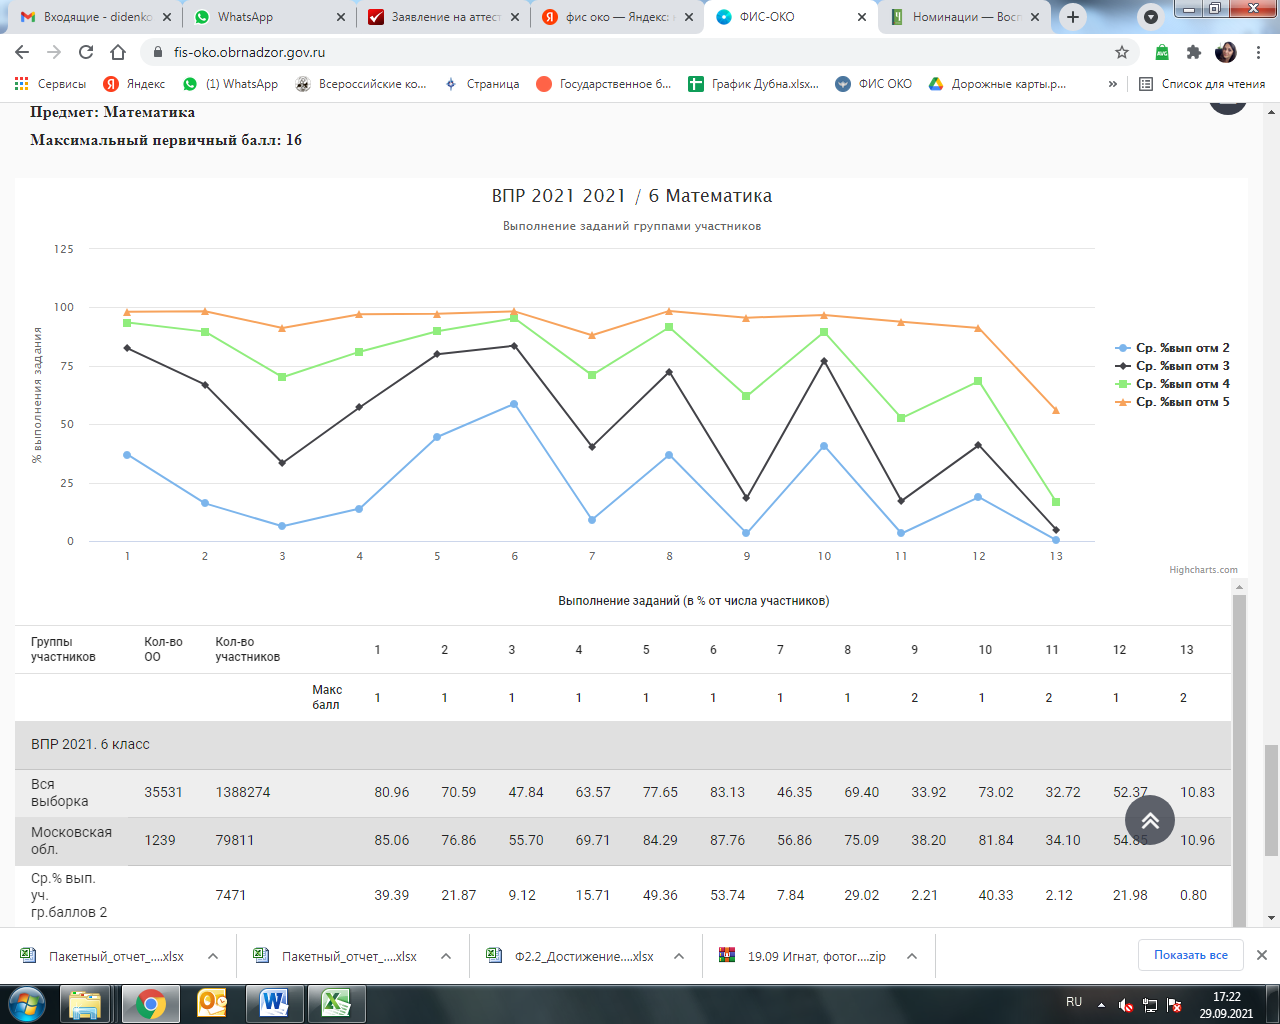 Входящие - didenko
WhatsApp
Заявление на аттест
фис око — Яндекс:
ФИС-ОКО
Номинации — Восп
fis-oko.obrnadzor.gov.ru
Сервисы
Яндекс
(1) WhatsApp
Всероссийские ко...
Страница
Государственное б...
График Дубна.xlsx...
ФИС ОКО
Дорожные карты.p...
»
Список для чтения
Предмет: Математика
Максимальный первичный балл: 16
ВПР 2021 2021 / 6 Математика
Выполнение заданий группами участников
% выполнения задания
125
100
75
50
25
0
1 2 3 4 5 6 7 8 9 10 11 12 13
Ср. %вып отм 2
Ср. %вып отм 3
Ср. %вып отм 4
Ср. %вып отм 5
Highcharts.com
Выполнение заданий (в % от числа участников)
Группы участников Кол-во ОО Кол-во участников 1 2 3 4 5 6 7 8 9 10 11 12 13
Макс балл 1 1 1 1 1 1 1 1 2 1 2 1 2
ВПР 2021. 6 класс
Вся выборка 35531 1388274 80.96 70.59 47.84 63.57 77.65 83.13 46.35 69.40 33.92 73.02 32.72 52.37 10.83
Московская обл. 1239 79811 85.06 76.86 55.70 69.71 84.29 87.76 56.86 75.09 38.20 81.84 34.10 54.85 10.96
Ср.% вып. уч. гр.баллов 2 7471 39.39 21.87 9.12 15.71 49.36 53.74 7.84 29.02 2.21 40.33 2.12 21.98 0.80
Пакетный_отчет_....xlsx
Пакетный_отчет_....xlsx
Ф2.2_Достижение....xlsx
19.09 Игнат, фотог....zip
Показать все
RU
17:22
29.09.2021